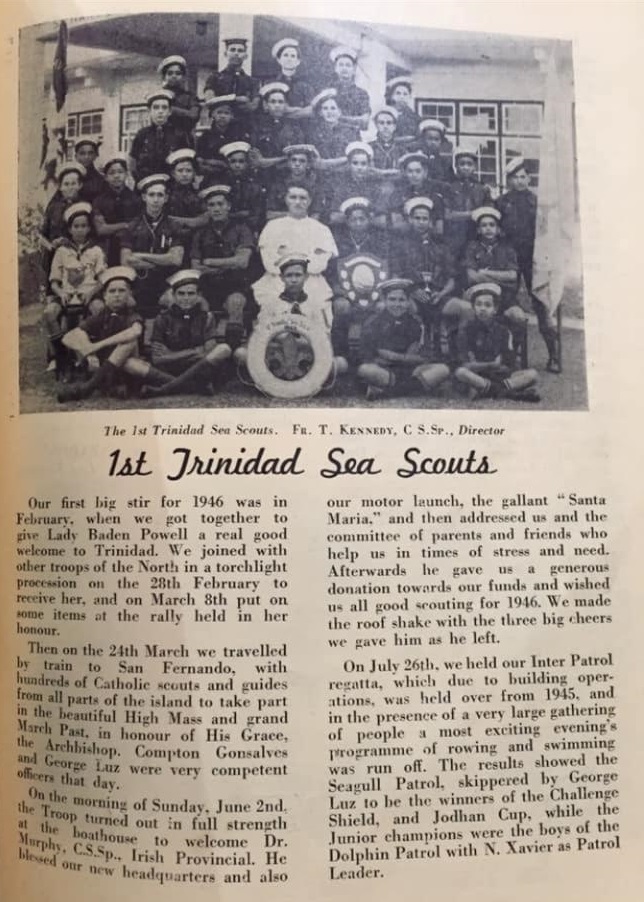 The 1st Trinidad Sea Scouts. FR. T. KENNEDY, C S.SP., Director
1st Trinidad Sea Scouts
Our first big stir for 1946 was in
February, when we got together to
give Lady Baden Powell a real good
welcome to Trinidad. We joined with
other troops of the North in a torchlight
procession on the 28th February to
receive her, and on March 8th put on
some items at the rally held in her
honour.
Then on the 24th March we travelled
by train to San Fernando, with
hundreds of Catholic scouts and guides
from all parts of the island to take part
in the beautiful High Mass and grand
March Past, in honour of His Grace,
the Archbishop. Compton Gonsalves
and George Luz were very competent
officers that day.
On the morning of Sunday, June 2nd,
the Troop turned out in full strength
at the boathouse to welcome Dr.
Murphy, C.S.Sp., Irish Provincial. He
blessed our new headquarters and also
our motor launch, the gallant "Santa
Maria," and then addressed us and the
committee of parents and friends who
help us in times of stress and need.
Afterwards he gave us a generous
donation towards our funds and wished
us all good scouting for 1946. We made
the roof shake with the three big cheers
we gave him as he left.
On July 26th, we held our Inter Patrol
regatta, which due to building oper-
ations, was held over from 1945, and
in the presence of a very large gathering
of people a most exciting evening's
programme of rowing and swimming
was run off. The results showed the
Seagull Patrol, skippered by George
Luz to be the winners of the Challenge
Shield, and Jodhan Cup, while the
Junior champions were the boys of the
Dolphin Patrol with N. Xavier as Patrol
Leader.